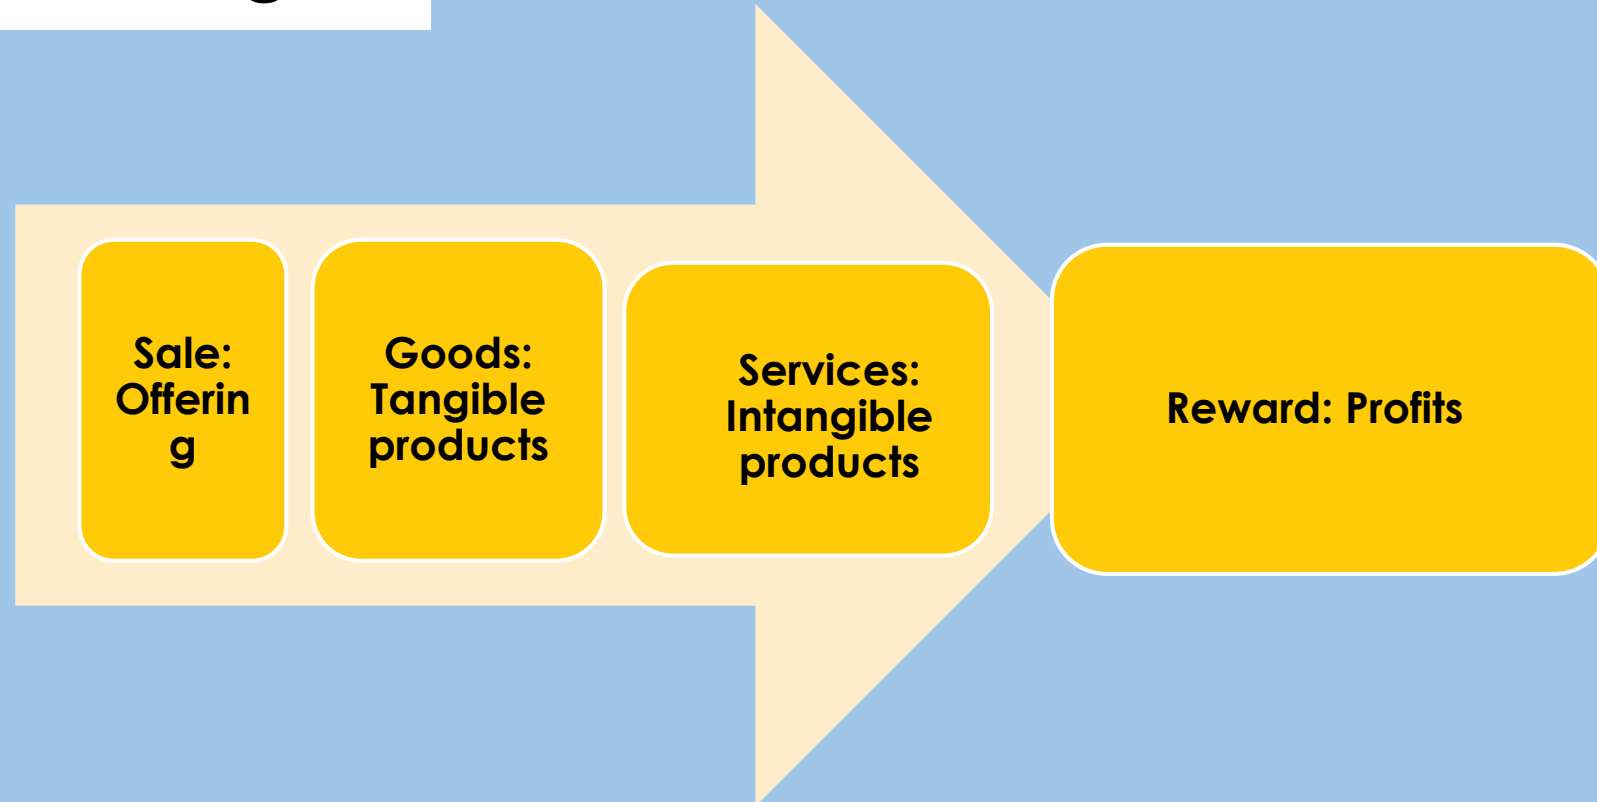 Sale:
Offerin
g
Goods:
Tangible
products
Services:
Intangible
products
Reward: Profits